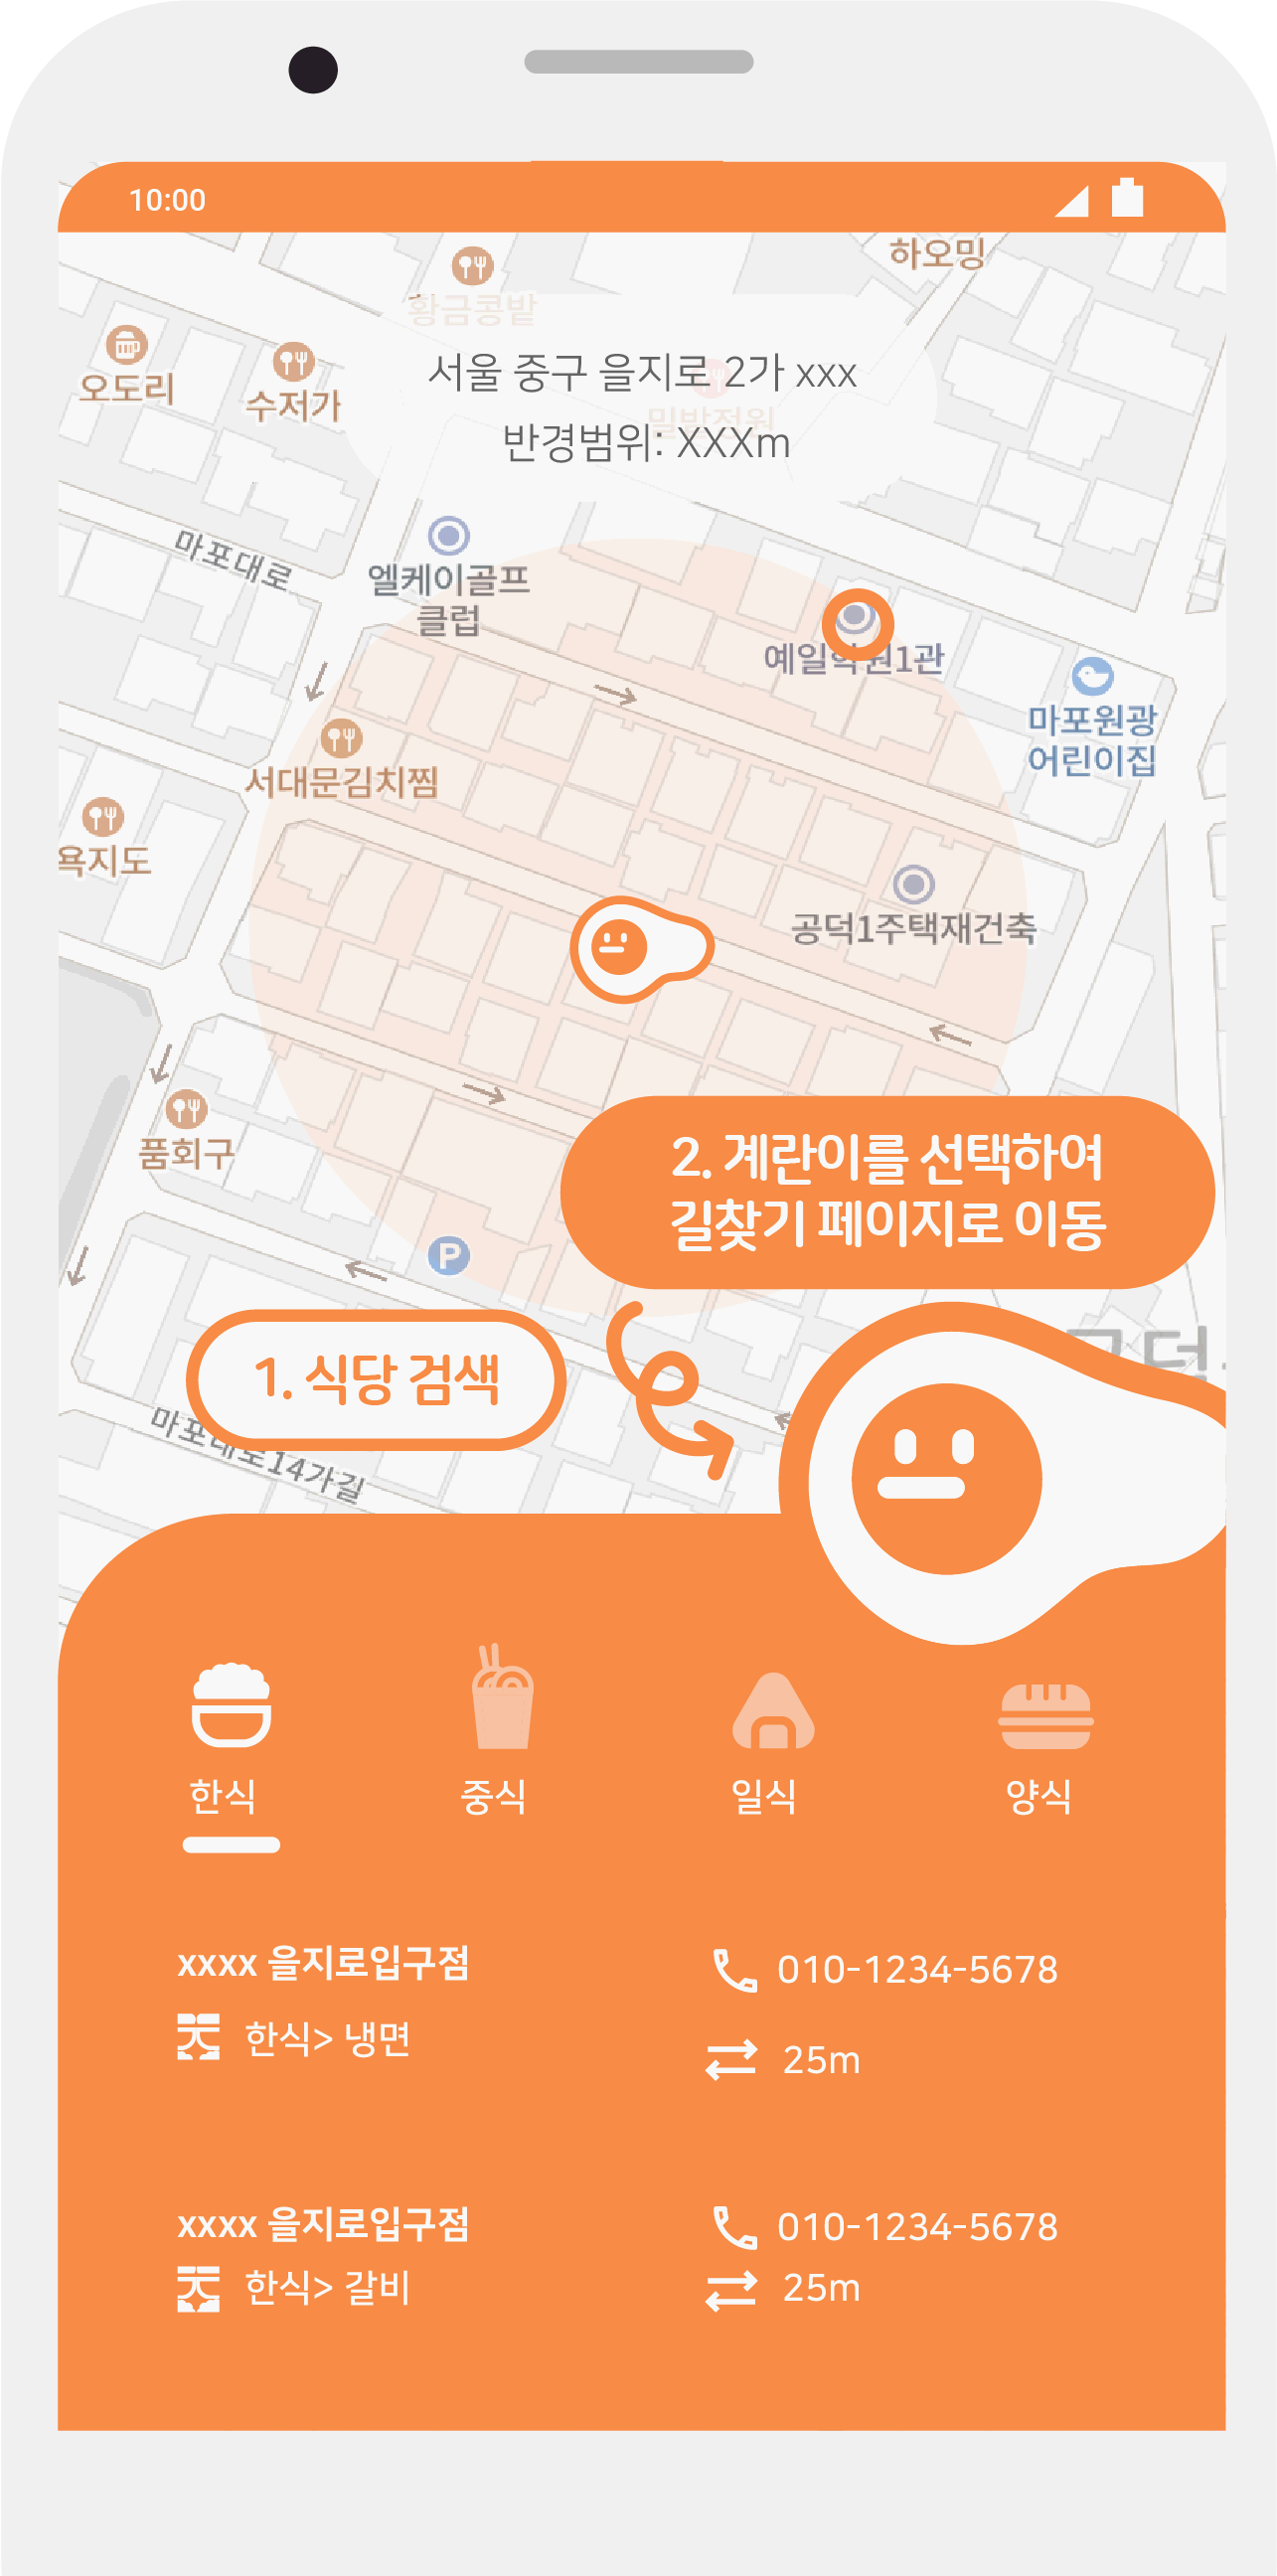 10:00
하오밍
황금콩밭
오도리
수저가
서울 중구 을지로 2가 xxx
밀밭정원
반경범위: XXXm
마포대로
엘케이골프
클럽
예일학원1관
마포원광
어린이집
서대문김치찜
욕지도
공덕1주택재건축
품회구
2. 계란이를 선택하여
길찾기 페이지로 이동
P
1. 식당 검색
마포대로14가길
한식
중식
일식
양식
xxxx 을지로입구점
010-1234-5678
한식> 냉면
25m
xxxx 을지로입구점
010-1234-5678
한식> 갈비
25m